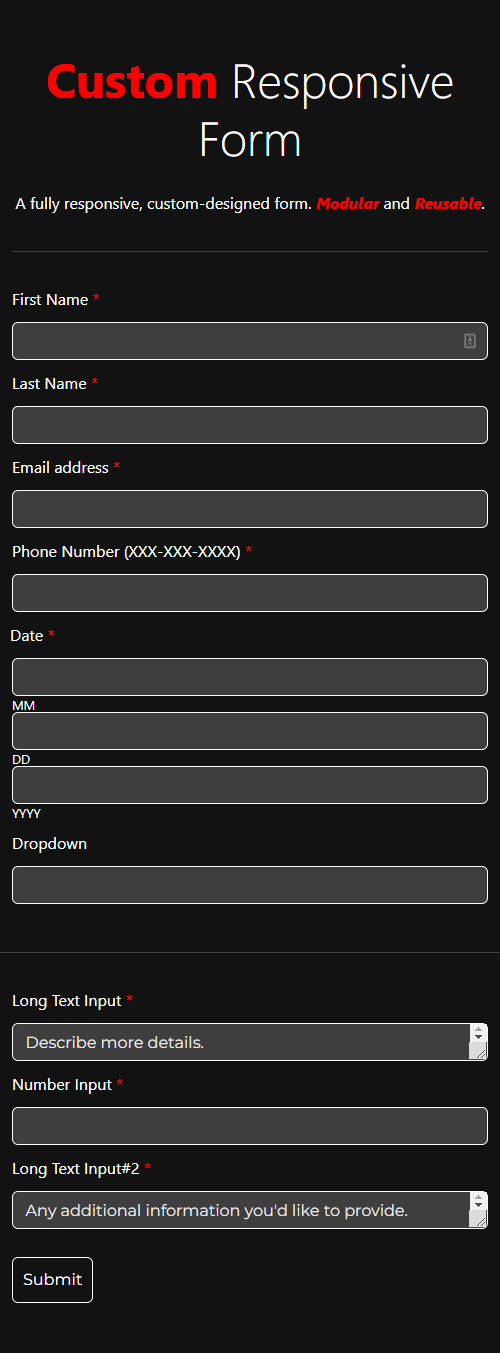 Custom Responsive
Form
A fully responsive, custom-designed form. Modular and Reusable.
First Name *
Last Name *
Email address *
Phone Number (XXX-XXX-XXXX) *
Date *
MM
DD
YYYY
Dropdown
Long Text Input *
Describe more details.
Number Input *
Long Text Input#2 *
Any additional information you'd like to provide.
Submit